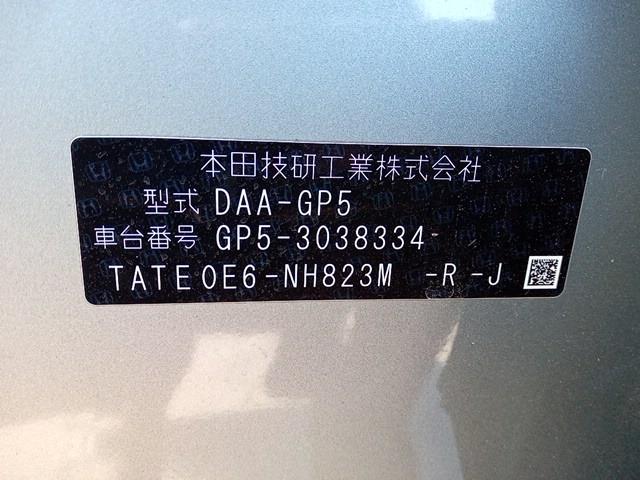 本田技研工業株式会社
型式 DAA-GP5
車台番号 GP5-3038334
TATE0E6-NH823M -R -J